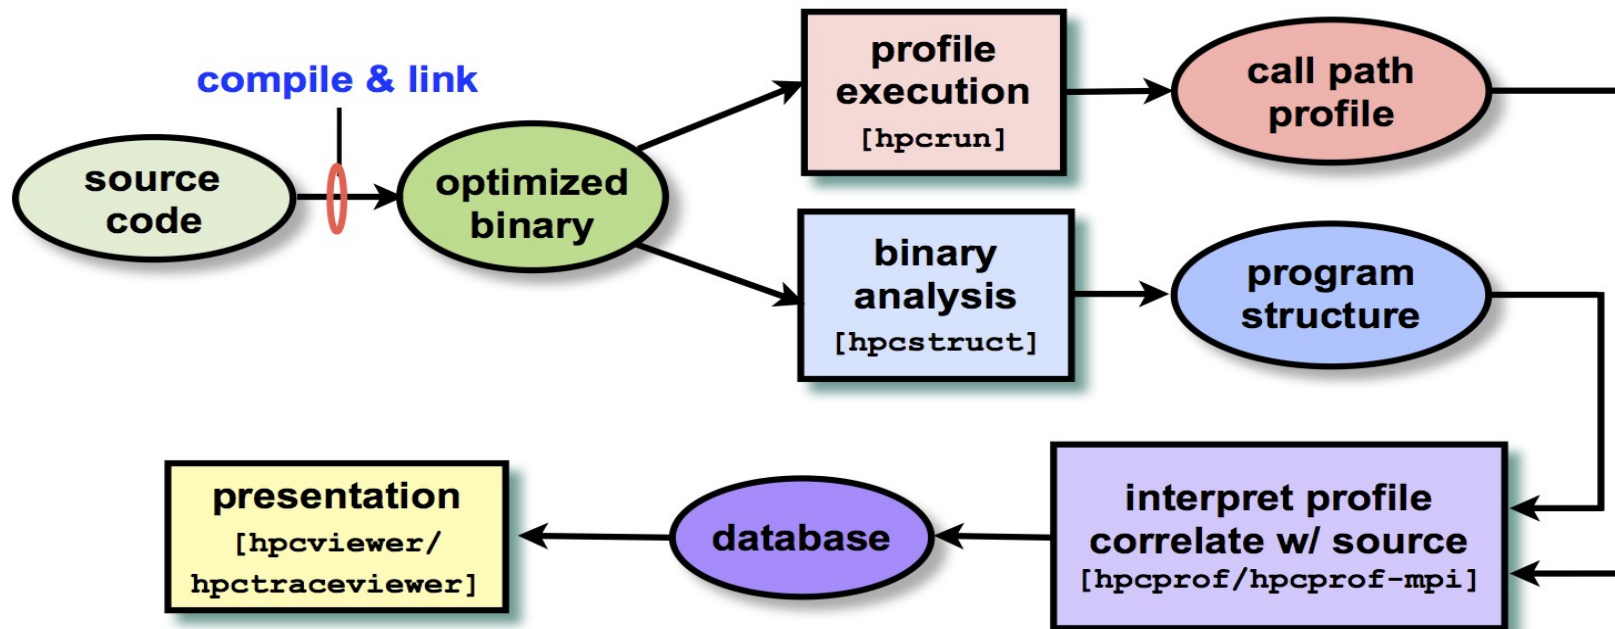 compile & link
source
code
optimized
binary
profile
execution
[hpcrun]
call path
profile
binary
analysis
[hpcstruct]
program
structure
interpret profile
correlate w/ source
[hpcprof/hpcprof-mpi]
database
presentation
[hpcviewer/
hpctraceviewer]